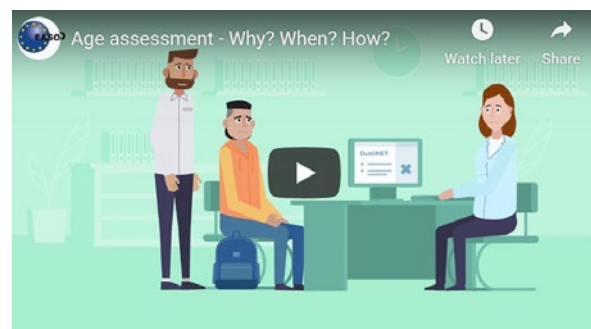 EASO
Age assessment - Why? When? How?
Watch later
Share
DubliNET